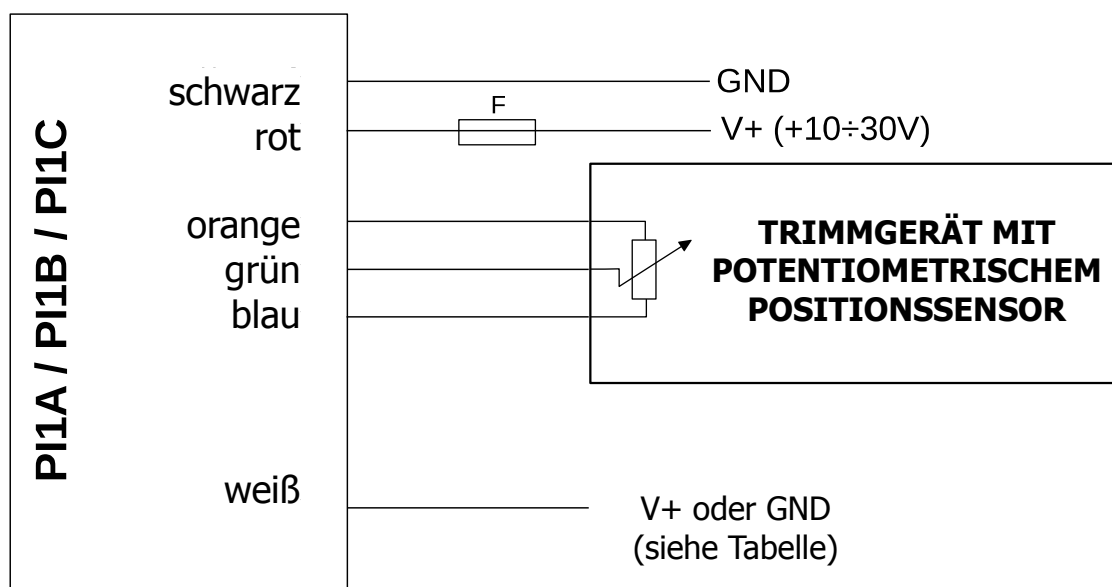 PI1A / PI1B / PI1C
schwarz
GND
rot
F
V+ (+10÷30V)
orange
grün
blau
TRIMMGERÄT MIT
POTENTIOMETRISCHEM
POSITIONSSENSOR
weiß
V+ oder GND
(siehe Tabelle)